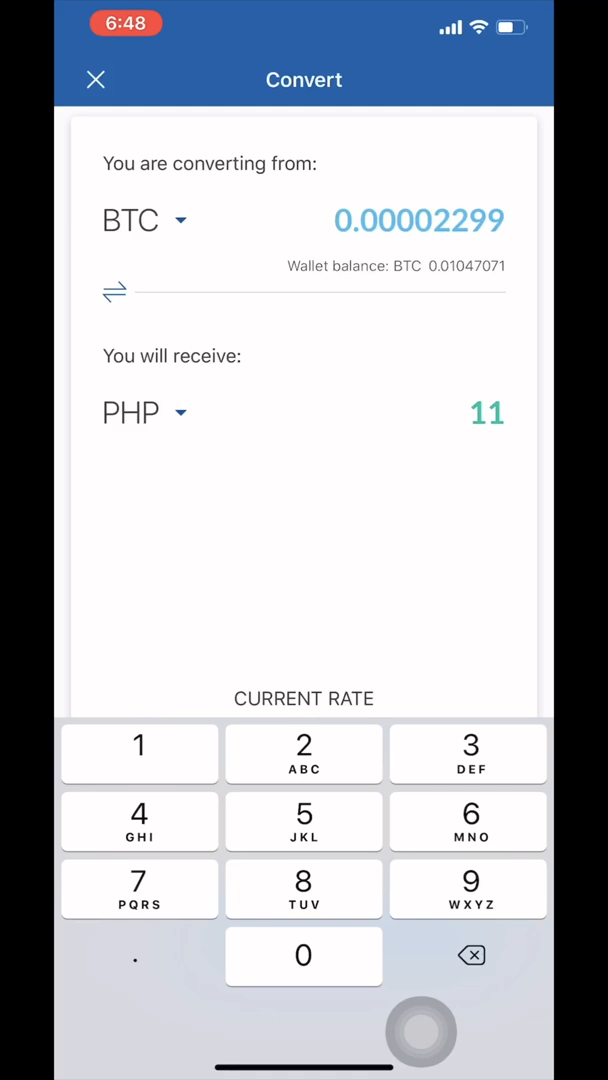 6:48
Convert
You are converting from:
BTC 0.00002299
Wallet balance: BTC 0.01047071
You will receive:
PHP 11
CURRENT RATE
1 2 3
ABC DEF
4 5 6
GHI JKL MNO
7 8 9
PQRS TUV WXYZ
. 0